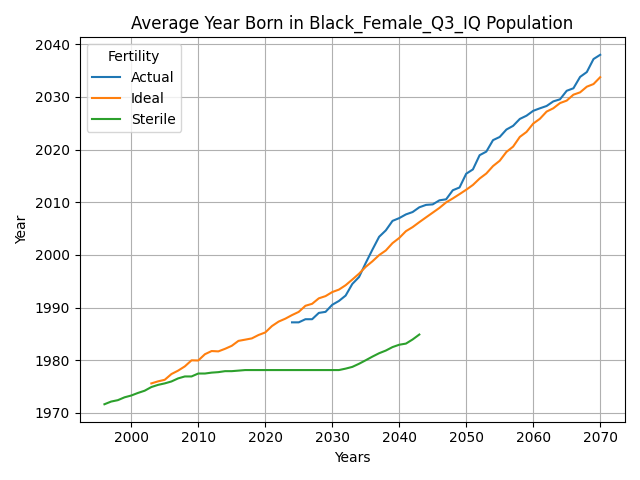 Average Year Born in Black_Female_Q3_IQ Population
Year
2040
2030
2020
2010
2000
1990
1980
1970
Fertility
Actual
Ideal
Sterile
2000 2010 2020 2030 2040 2050 2060 2070
Years